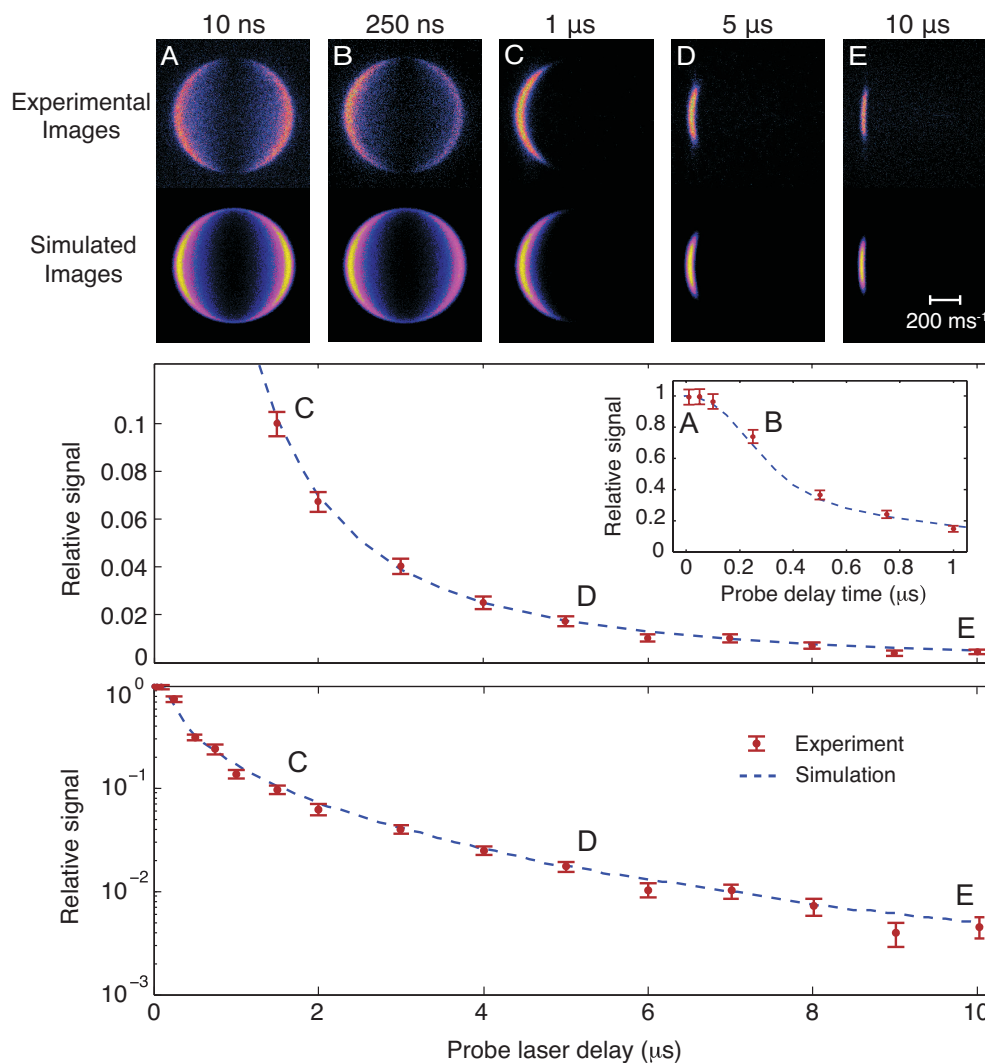 10 ns 250 ns 1 μs 5 μs 10 μs
A B C D E
Experimental
Images
Simulated
Images
200 ms⁻¹
0.1
0.08
0.06
0.04
0.02
0
Relative signal
C
D
E
1
0.8
0.6
0.4
0.2
0
Relative signal
A
B
0 0.2 0.4 0.6 0.8 1
Probe delay time (μs)
10⁰
10⁻¹
10⁻²
10⁻³
Relative signal
C
D
E
Experiment
Simulation
0 2 4 6 8 10
Probe laser delay (μs)